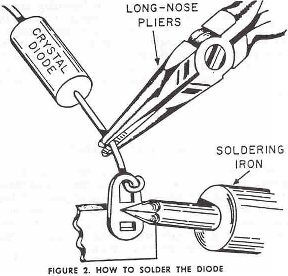 LONG-NOSE
PLIERS
CRYSTAL
DIODE
SOLDERING
IRON
FIGURE 2. HOW TO SOLDER THE DIODE